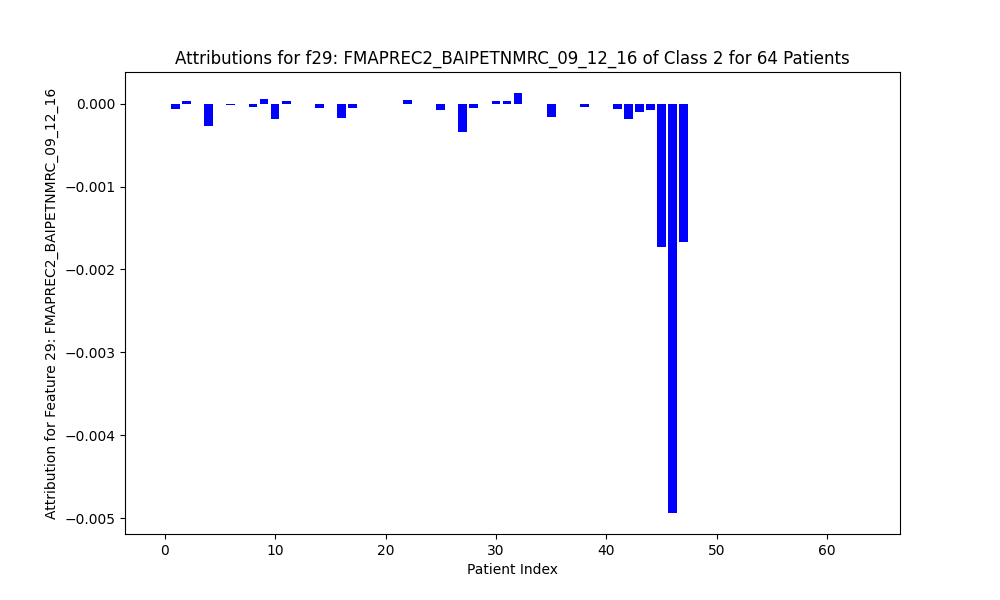 Attributions for f29: FMAPREC2_BAIPETNMRC_09_12_16 of Class 2 for 64 Patients
Attribution for Feature 29: FMAPREC2_BAIPETNMRC_09_12_16
0.000
−0.001
−0.002
−0.003
−0.004
−0.005
0 10 20 30 40 50 60
Patient Index